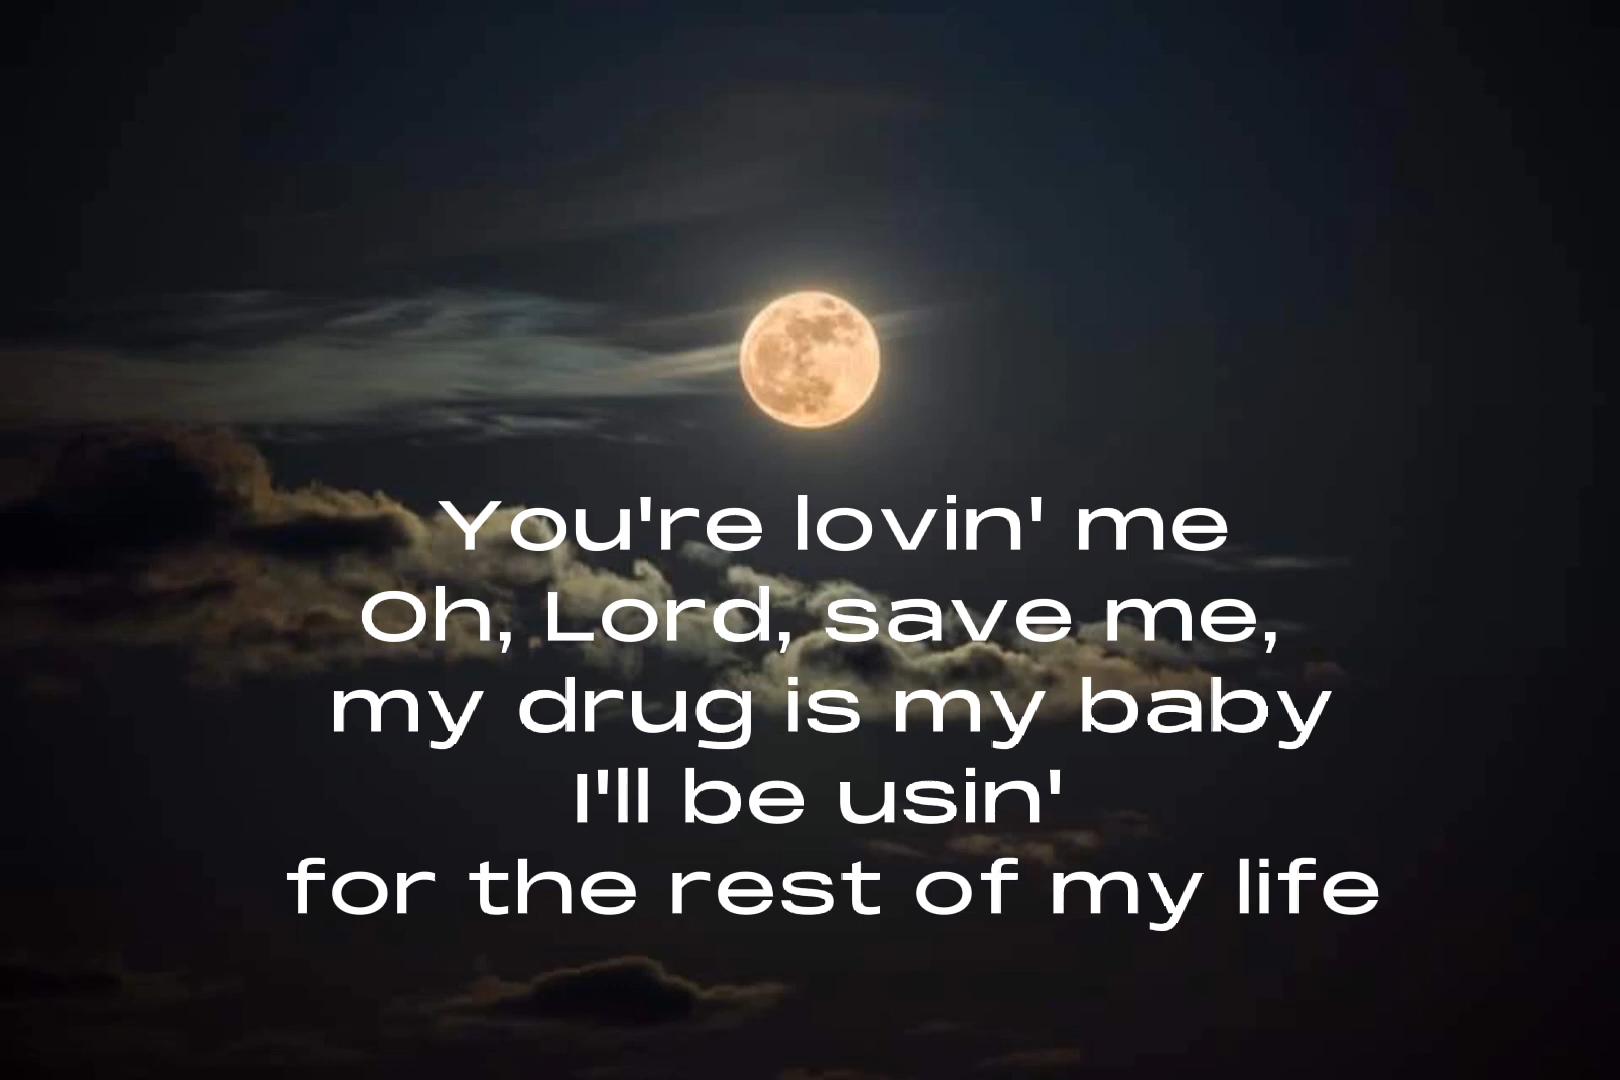 You're lovin' me
Oh, Lord, save me,
my drug is my baby
I'll be usin'
for the rest of my life